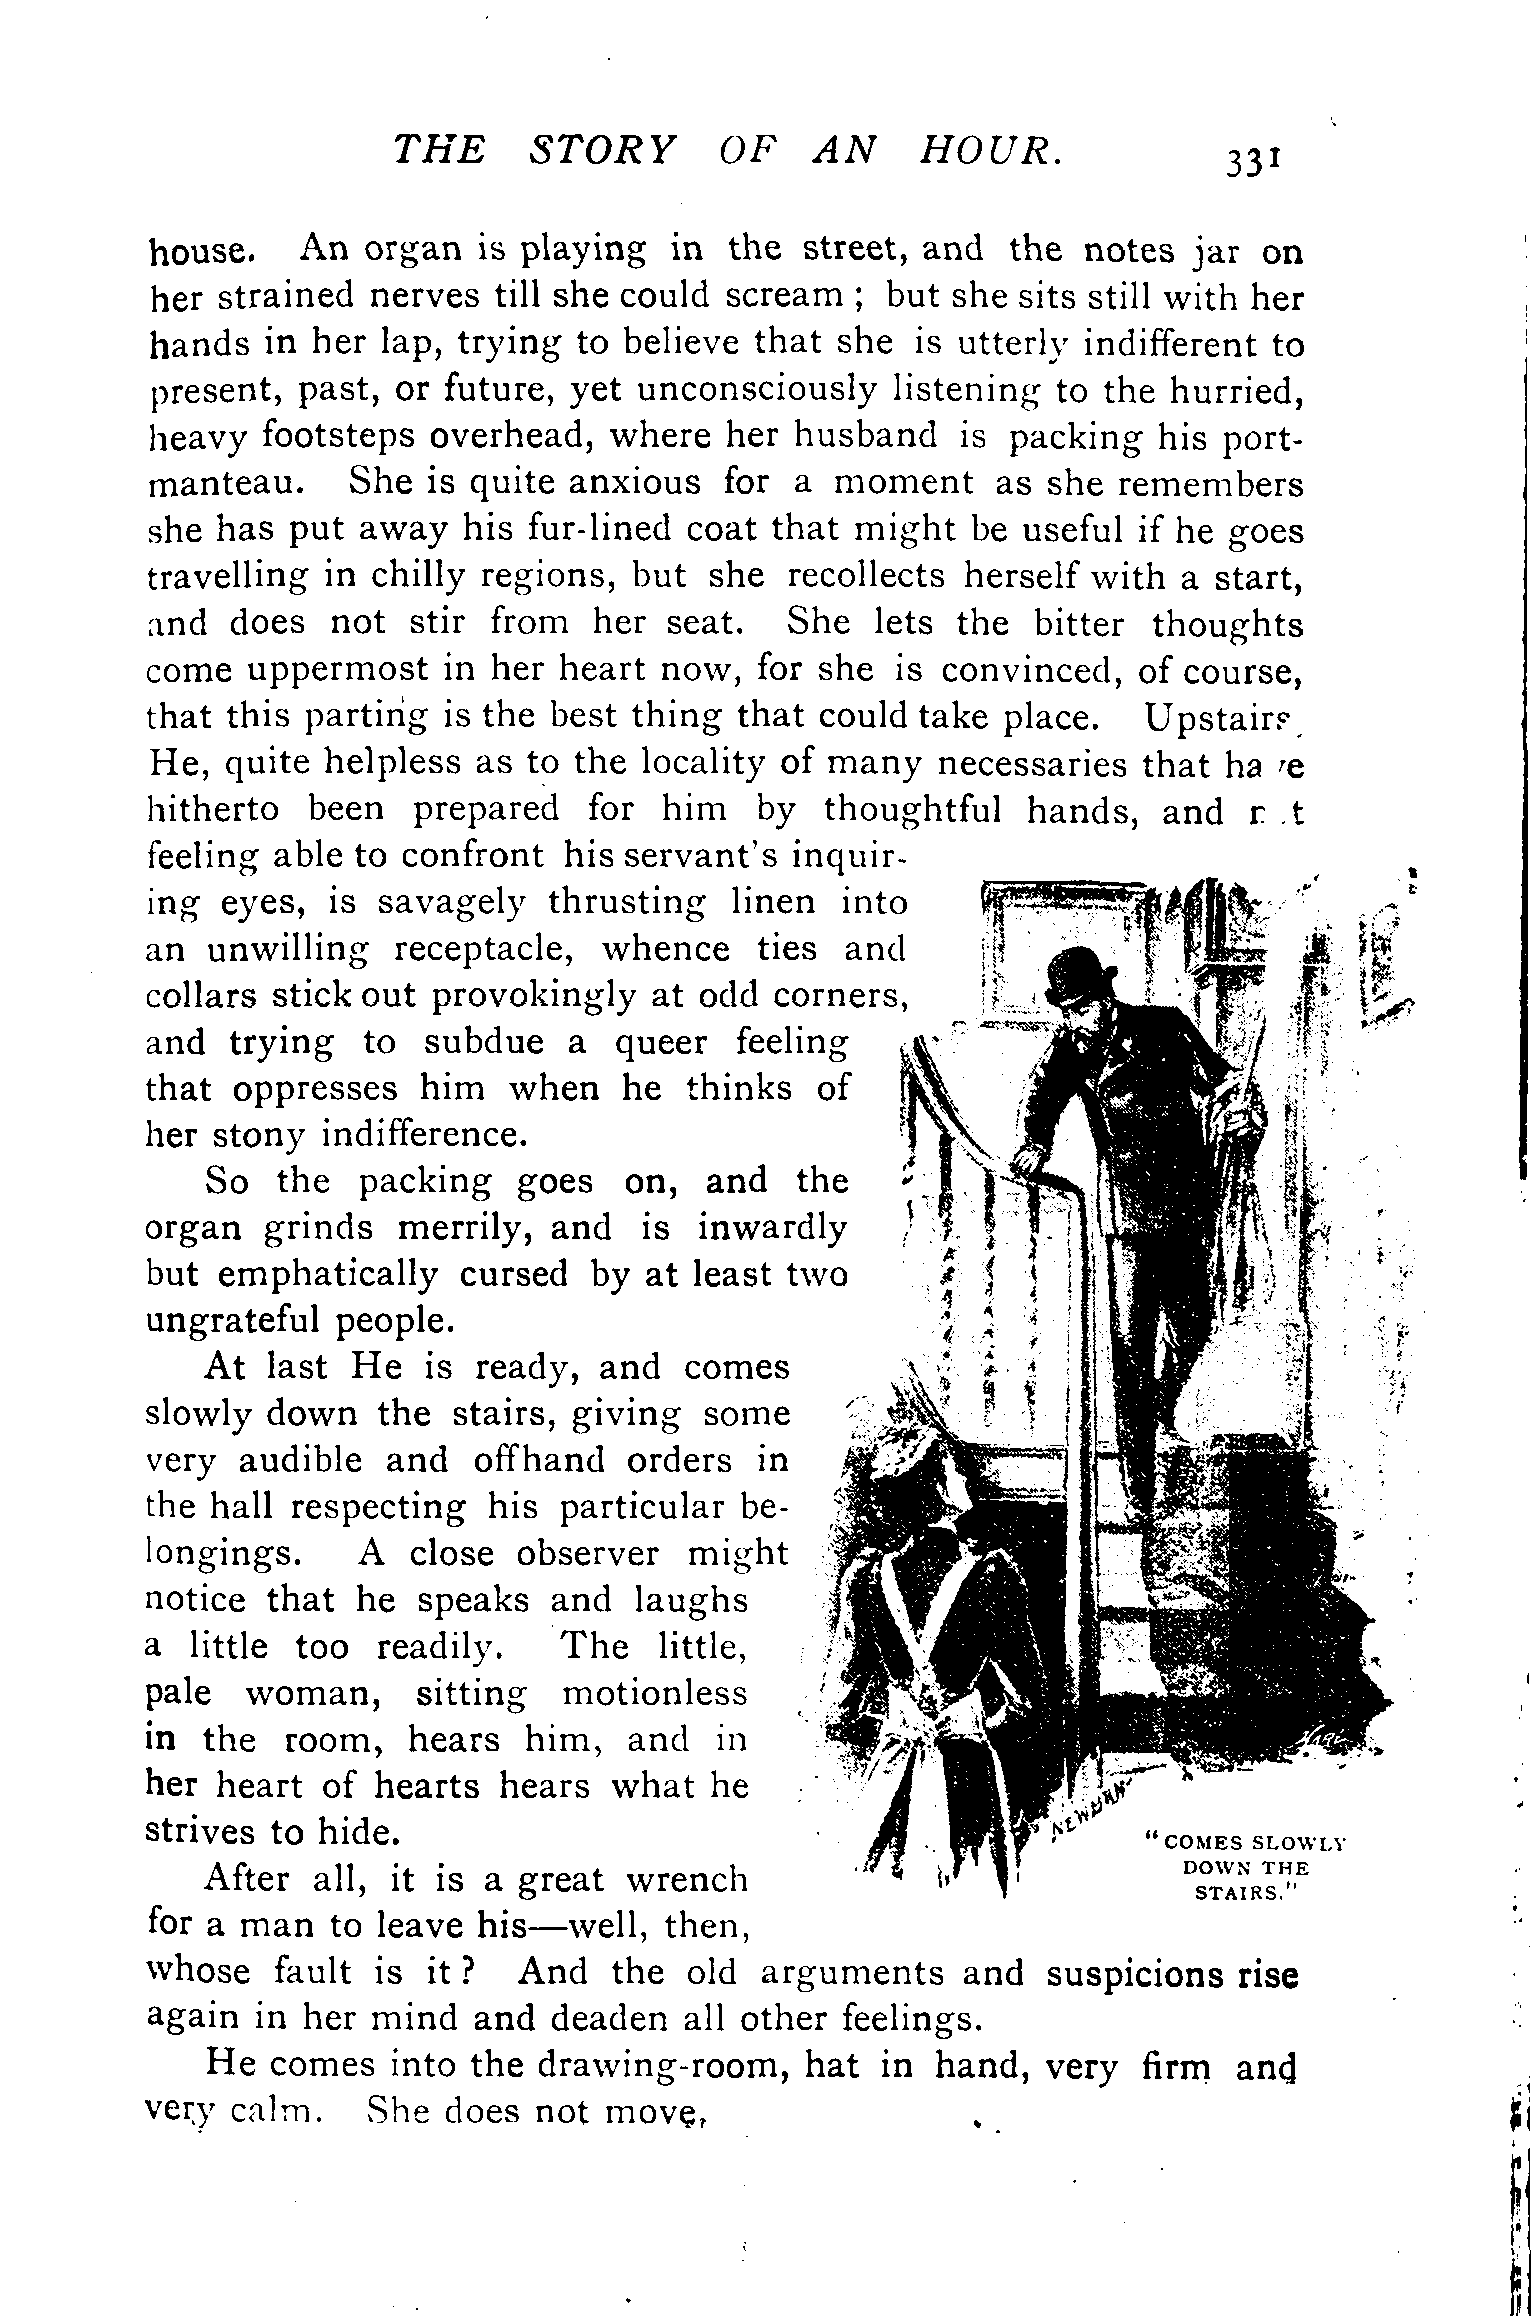 THE STORY OF AN HOUR. 331
house. An organ is playing in the street, and the notes jar on
her strained nerves till she could scream ; but she sits still with her
hands in her lap, trying to believe that she is utterly indifferent to
present, past, or future, yet unconsciously listening to the hurried,
heavy footsteps overhead, where her husband is packing his port-
manteau. She is quite anxious for a moment as she remembers
she has put away his fur-lined coat that might be useful if he goes
travelling in chilly regions, but she recollects herself with a start,
and does not stir from her seat. She lets the bitter thoughts
come uppermost in her heart now, for she is convinced, of course,
that this parting is the best thing that could take place. Upstairs
He, quite helpless as to the locality of many necessaries that have
hitherto been prepared for him by thoughtful hands, and not
feeling able to confront his servant's inquir-
ing eyes, is savagely thrusting linen into
an unwilling receptacle, whence ties and
collars stick out provokingly at odd corners,
and trying to subdue a queer feeling
that oppresses him when he thinks of
her stony indifference.
So the packing goes on, and the
organ grinds merrily, and is inwardly
but emphatically cursed by at least two
ungrateful people.
At last He is ready, and comes
slowly down the stairs, giving some
very audible and offhand orders in
the hall respecting his particular be-
longings. A close observer might
notice that he speaks and laughs
a little too readily. The little,
pale woman, sitting motionless
in the room, hears him, and in
her heart of hearts hears what he
strives to hide.
After all, it is a great wrench
for a man to leave his—well, then,
whose fault is it ? And the old arguments and suspicions rise
again in her mind and deaden all other feelings.
He comes into the drawing-room, hat in hand, very firm and
very calm. She does not move,
"COMES SLOWLY
DOWN THE
STAIRS."